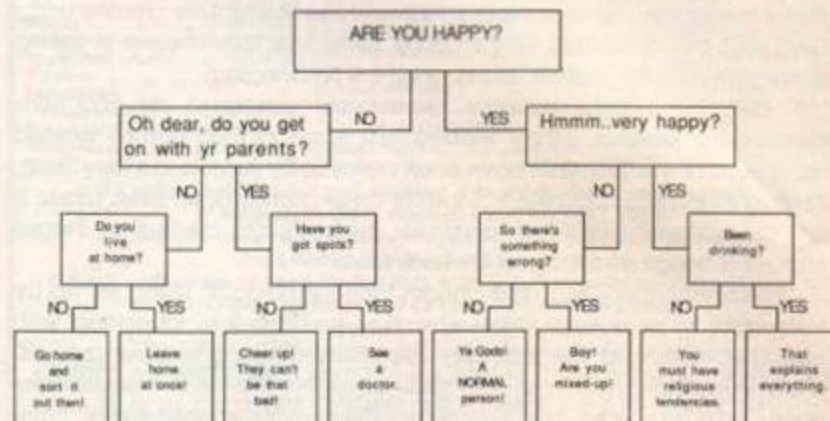 ARE YOU HAPPY?
NO
YES
Oh dear, do you get
on with yr parents?
Hmmm..very happy?
NO
YES
NO
YES
Do you
live
at home?
Have you
got spots?
So there's
something
wrong?
Been
drinking?
NO
YES
NO
YES
NO
YES
NO
YES
Go home
and
sort it
out then!
Leave
home
at once!
Cheer up!
They can't
be that
bad!
See
a
doctor.
Ye Gods!
A
NORMAL
person!
Boy!
Are you
mixed-up!
You
must have
religious
tendencies.
That
explains
everything.